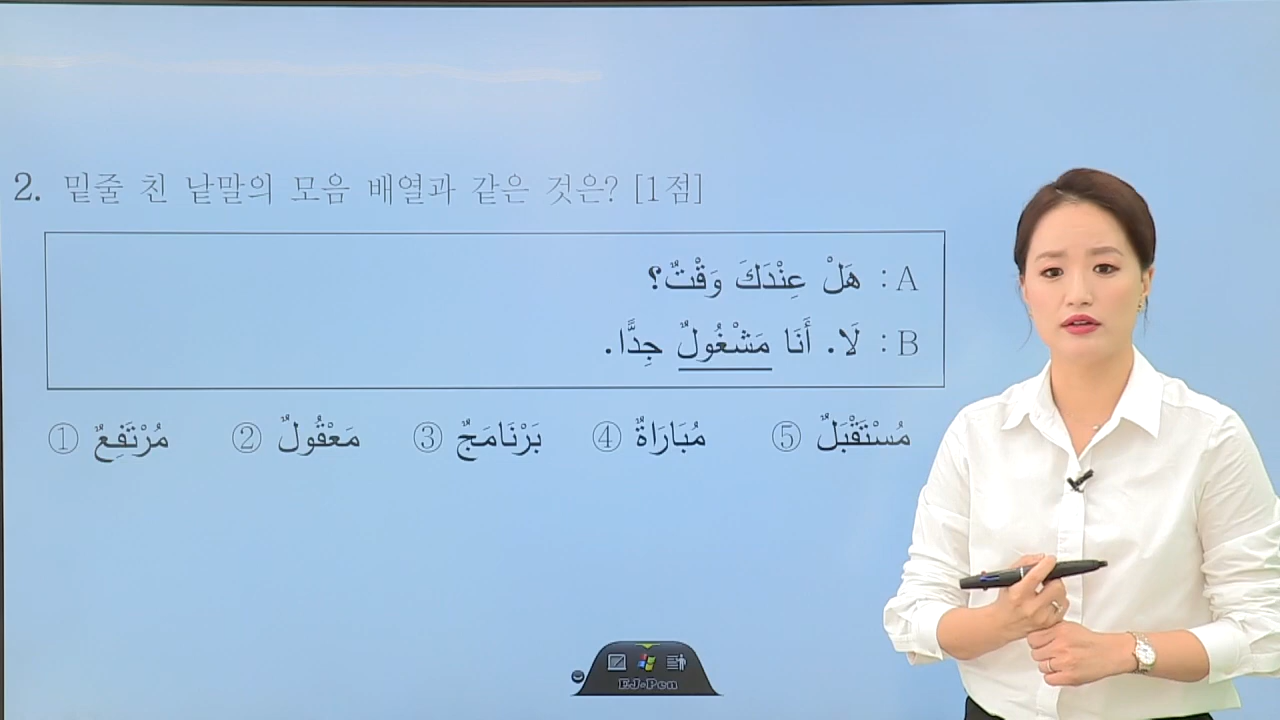 2. 밑줄 친 낱말의 모음 배열과 같은 것은? [1점]
A : هَلْ عِنْدَكَ وَقْتٌ؟
B : لَا. أَنَا مَشْغُولٌ جِدًّا.
① مُرْتَفِعٌ ② مَعْقُولٌ ③ بَرْنَامَجٌ ④ مُبَارَاةٌ ⑤ مُسْتَقْبَلٌ
EJ-Pen